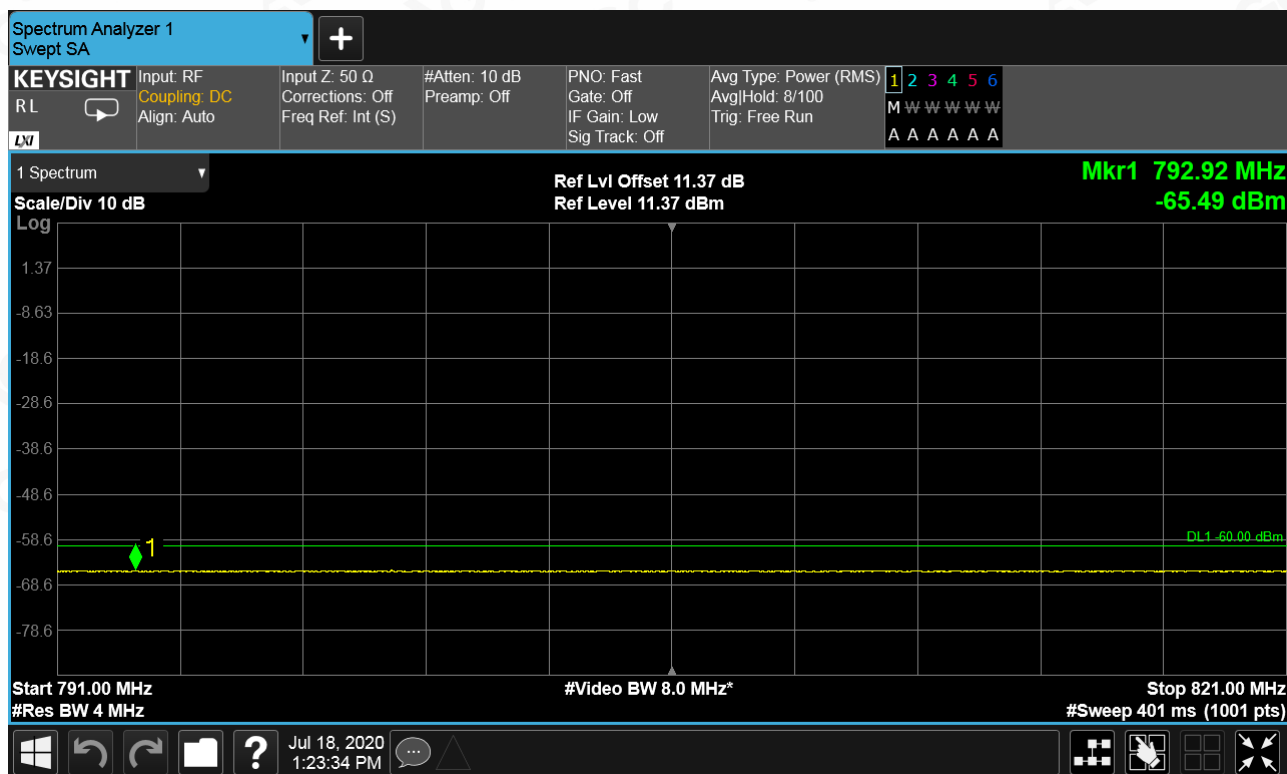 Spectrum Analyzer 1
Swept SA
▼
+
KEYSIGHT
R L
LXI
Input: RF
Coupling: DC
Align: Auto
Input Z: 50 Ω
Corrections: Off
Freq Ref: Int (S)
#Atten: 10 dB
Preamp: Off
PNO: Fast
Gate: Off
IF Gain: Low
Sig Track: Off
Avg Type: Power (RMS)
Avg|Hold: 8/100
Trig: Free Run
1 2 3 4 5 6
M W W W W W
A A A A A A
1 Spectrum
Scale/Div 10 dB
Log
Ref Lvl Offset 11.37 dB
Ref Level 11.37 dBm
Mkr1 792.92 MHz
-65.49 dBm
1.37
-8.63
-18.6
-28.6
-38.6
-48.6
-58.6
1
DL1 -60.00 dBm
-68.6
-78.6
Start 791.00 MHz
#Video BW 8.0 MHz*
Stop 821.00 MHz
#Res BW 4 MHz
#Sweep 401 ms (1001 pts)
?
Jul 18, 2020
1:23:34 PM